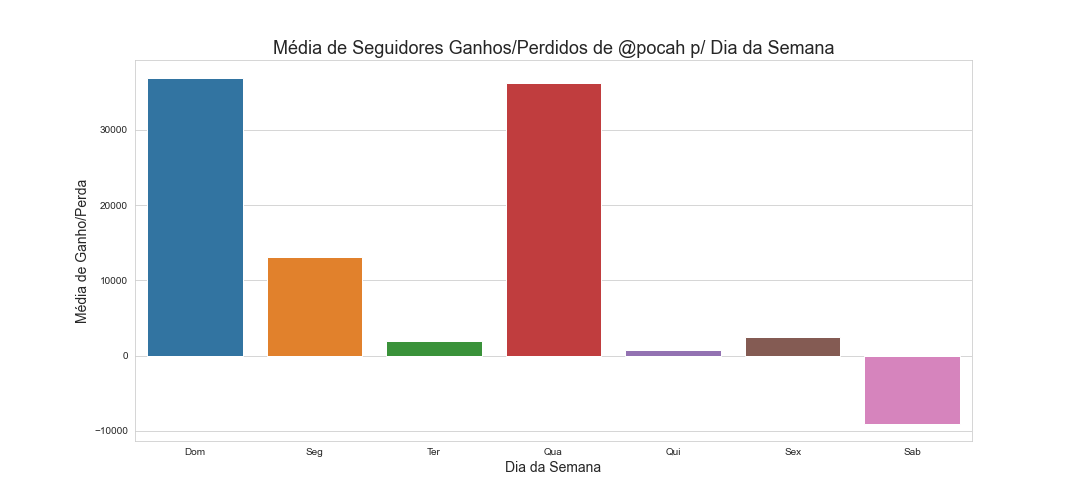 Média de Seguidores Ganhos/Perdidos de @pocah p/ Dia da Semana
Média de Ganho/Perda
30000
20000
10000
0
−10000
Dom Seg Ter Qua Qui Sex Sab
Dia da Semana